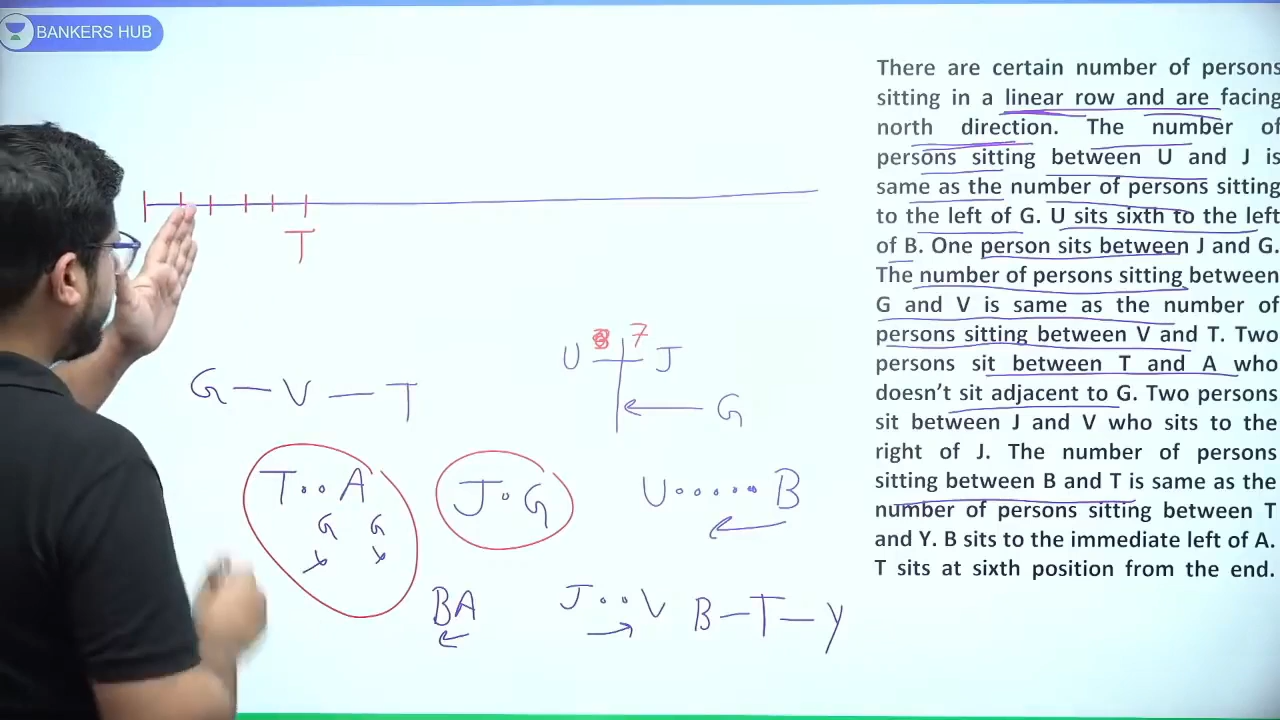 BANKERS HUB
There are certain number of persons
sitting in a linear row and are facing
north direction. The number of
persons sitting between U and J is
same as the number of persons sitting
to the left of G. U sits sixth to the left
of B. One person sits between J and G.
The number of persons sitting between
G and V is same as the number of
persons sitting between V and T. Two
persons sit between T and A who
doesn't sit adjacent to G. Two persons
sit between J and V who sits to the
right of J. The number of persons
sitting between B and T is same as the
number of persons sitting between T
and Y. B sits to the immediate left of A.
T sits at sixth position from the end.
T
7
U J
G
G — V — T
T..A
G G
J.G
U......B
BA
J..V
B—T—Y